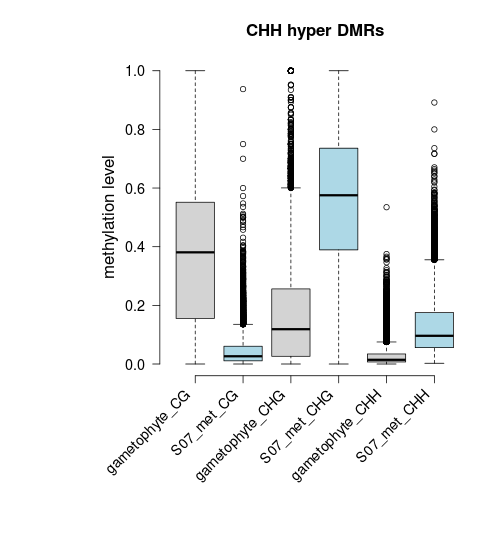 CHH hyper DMRs
methylation level
1.0
0.8
0.6
0.4
0.2
0.0
gametophyte_CG
S07_met_CG
gametophyte_CHG
S07_met_CHG
gametophyte_CHH
S07_met_CHH